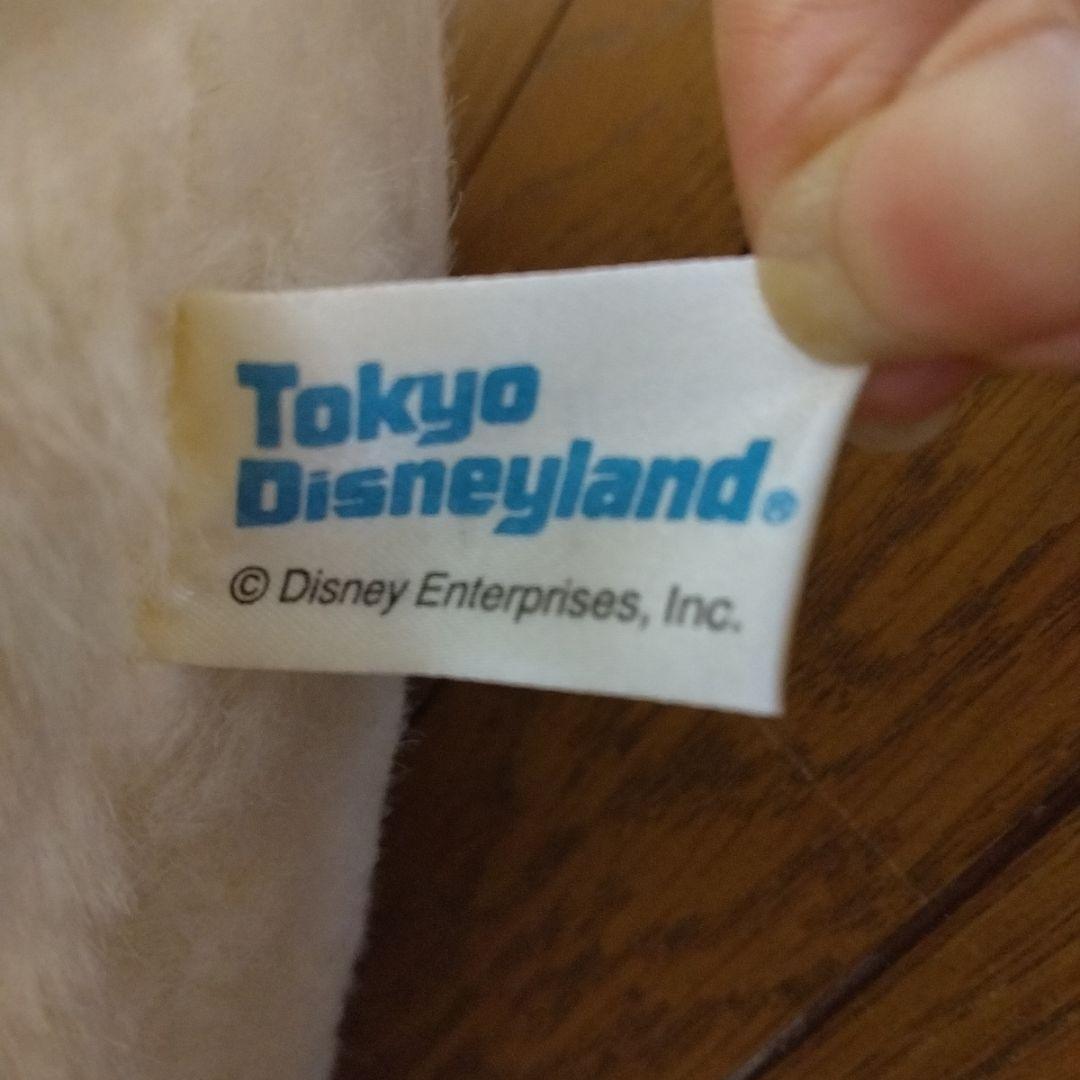 Tokyo
Disneyland®
© Disney Enterprises, Inc.